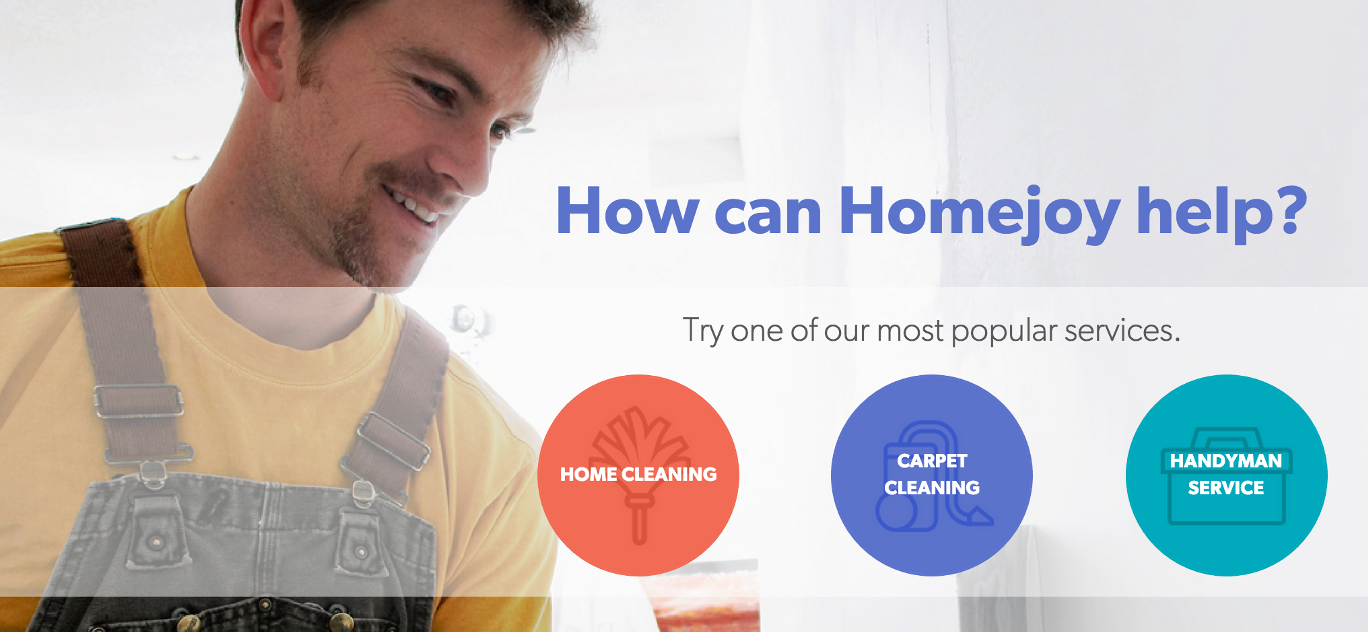 How can Homejoy help?
Try one of our most popular services.
HOME CLEANING
CARPET
CLEANING
HANDYMAN
SERVICE